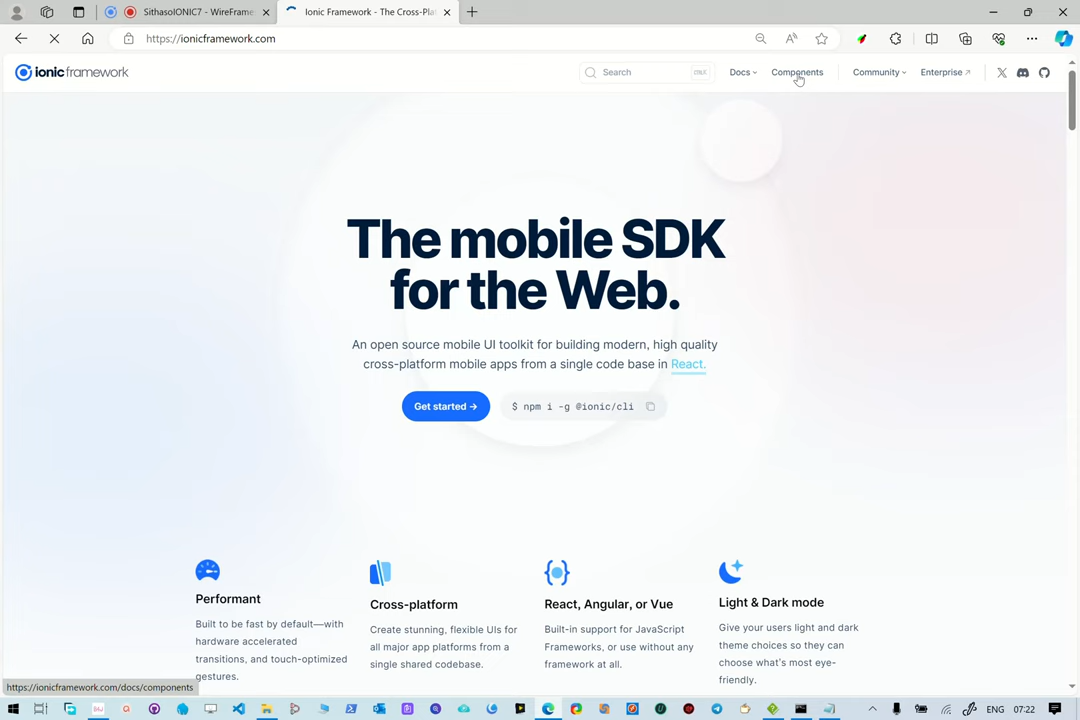 SithasoIONIC7 - WireFrame
Ionic Framework - The Cross-Pla
https://ionicframework.com
ionic framework
Search
Docs
Components
Community
Enterprise
The mobile SDK
for the Web.
An open source mobile UI toolkit for building modern, high quality
cross-platform mobile apps from a single code base in React.
Get started →
$ npm i -g @ionic/cli
Performant
Built to be fast by default—with
hardware accelerated
transitions, and touch-optimized
gestures.
Cross-platform
Create stunning, flexible UIs for
all major app platforms from a
single shared codebase.
React, Angular, or Vue
Built-in support for JavaScript
Frameworks, or use without any
framework at all.
Light & Dark mode
Give your users light and dark
theme choices so they can
choose what's most eye-
friendly.
https://ionicframework.com/docs/components
ENG
07:22